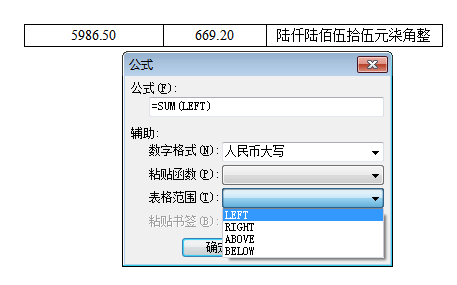 5986.50 669.20 陆仟陆佰伍拾伍元柒角整
公式
公式(F):
=SUM(LEFT)
辅助:
数字格式(N): 人民币大写
粘贴函数(P):
表格范围(T):
LEFT
粘贴书签(B):
RIGHT
ABOVE
BELOW